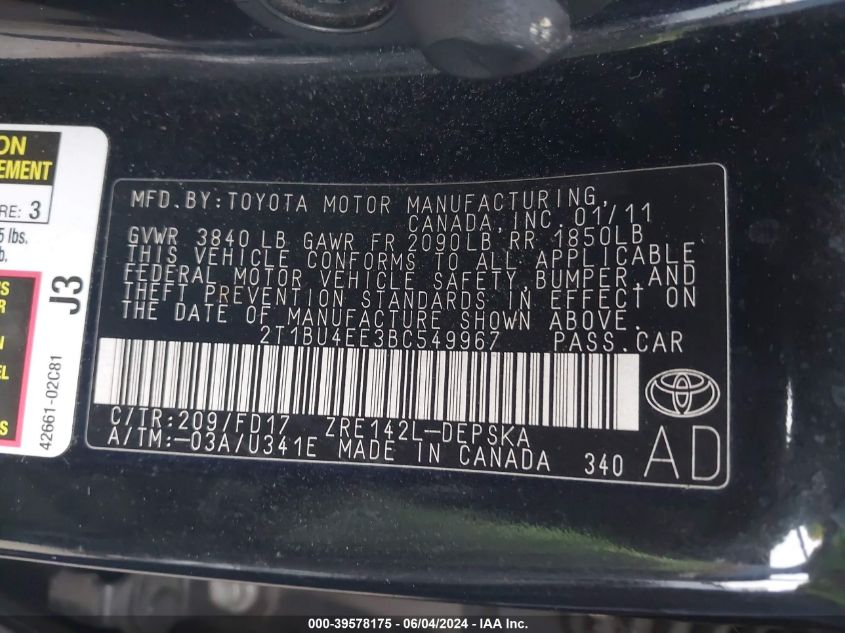 ON
EMENT
RE: 3
5 lbs.
b.
S
R
EL
S
J3
42661-02C81
MFD.BY:TOYOTA MOTOR MANUFACTURING,
CANADA,INC. 01/11
GVWR 3840 LB GAWR FR 2090LB RR 1850LB
THIS VEHICLE CONFORMS TO ALL APPLICABLE
FEDERAL MOTOR VEHICLE SAFETY,BUMPER,AND
THEFT PREVENTION STANDARDS IN EFFECT ON
THE DATE OF MANUFACTURE SHOWN ABOVE.
2T1BU4EE3BC549967 PASS.CAR
C/TR:209/FD17 ZRE142L-DEPSKA
A/TM:-03A/U341E MADE IN CANADA 340 AD
000-39578175 - 06/04/2024 - IAA Inc.